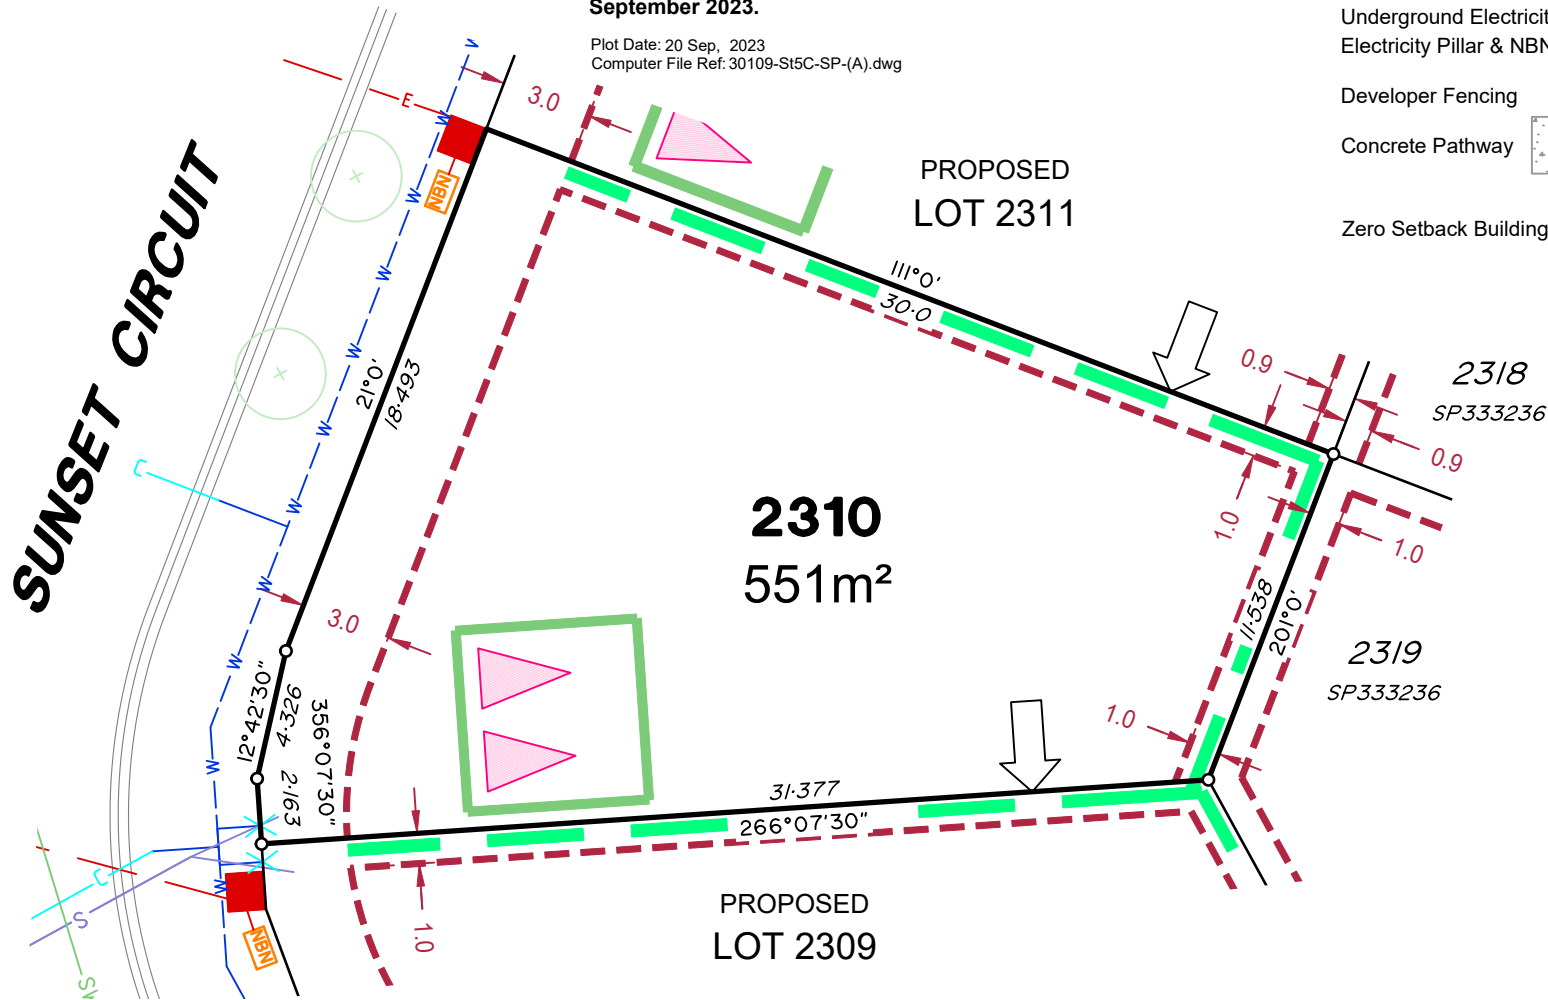 September 2023.
Plot Date: 20 Sep, 2023
Computer File Ref: 30109-St5C-SP-(A).dwg
Electricity Pillar & NBN
Underground
Developer Fencing
Concrete Pathway
Zero Setback Building
SUNSET CIRCUIT
E
W
W
W
W
W
W
W
W
W
W
W
NBN
3.0
PROPOSED
LOT 2311
111°0'
30·0
21°0'
18·493
0.9
2318
SP333236
0.9
C
2310
551m²
1.0
1.0
3.0
11·538
201°0'
2319
SP333236
12°42'30"
4·326
356°07'30"
2·163
1.0
31·377
266°07'30"
C
S
NBN
1.0
PROPOSED
LOT 2309